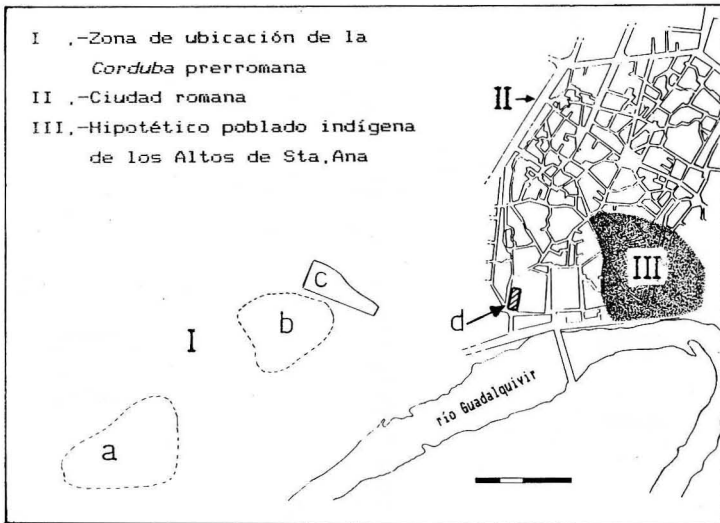 I ,-Zona de ubicación de la
Corduba prerromana
II ,-Ciudad romana
III,-Hipotético poblado indígena
de los Altos de Sta,Ana
II
III
c
b
I
d
a
río Guadalquivir